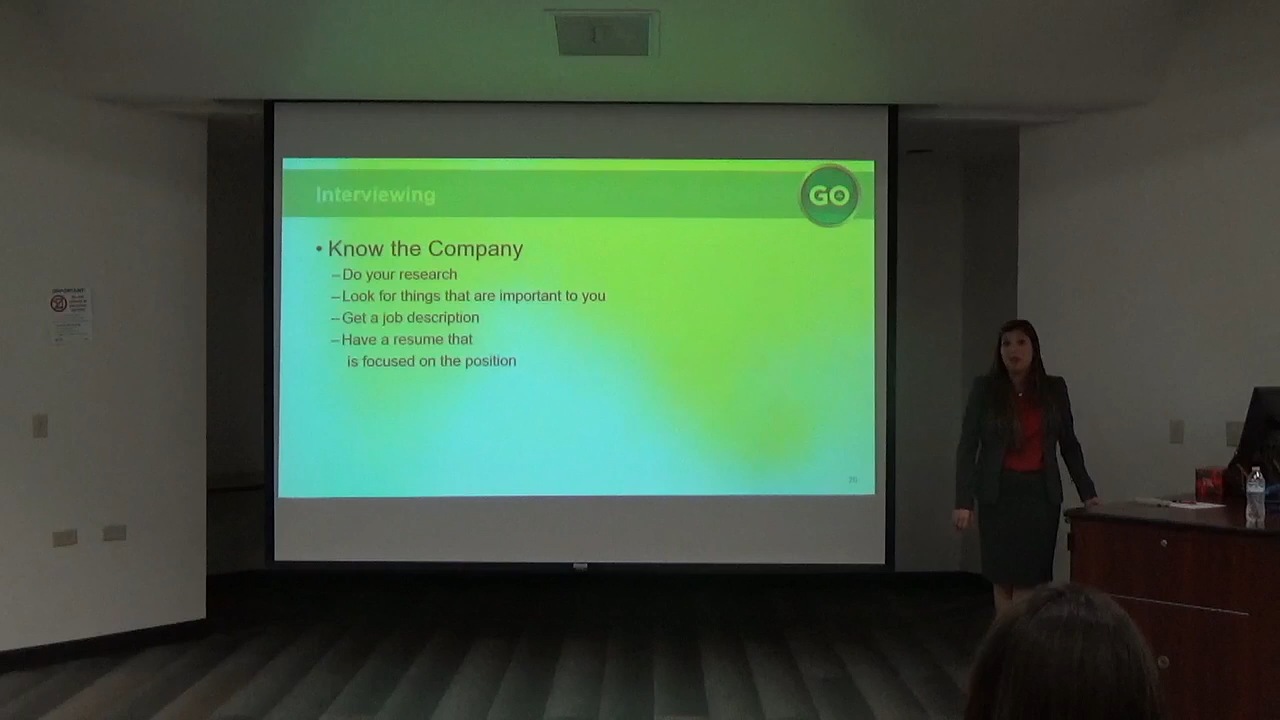 Interviewing
GO
• Know the Company
–Do your research
–Look for things that are important to you
–Get a job description
–Have a resume that
is focused on the position